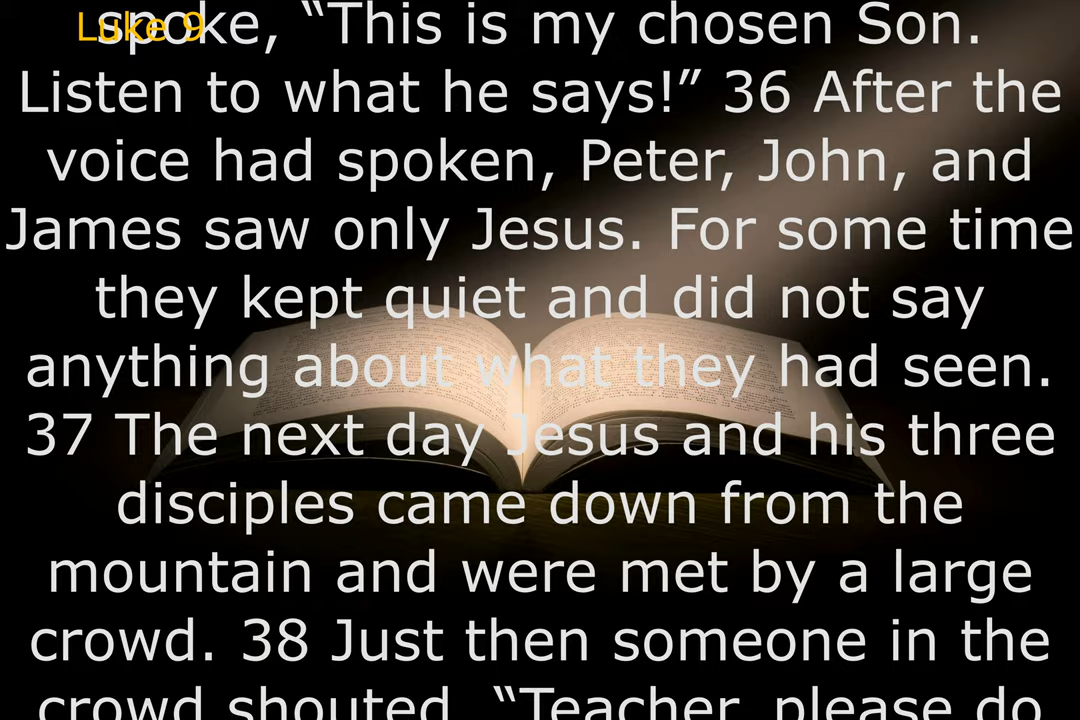 Luke 9
spoke, “This is my chosen Son.
Listen to what he says!” 36 After the
voice had spoken, Peter, John, and
James saw only Jesus. For some time
they kept quiet and did not say
anything about what they had seen.
37 The next day Jesus and his three
disciples came down from the
mountain and were met by a large
crowd. 38 Just then someone in the
crowd shouted, “Teacher, please do